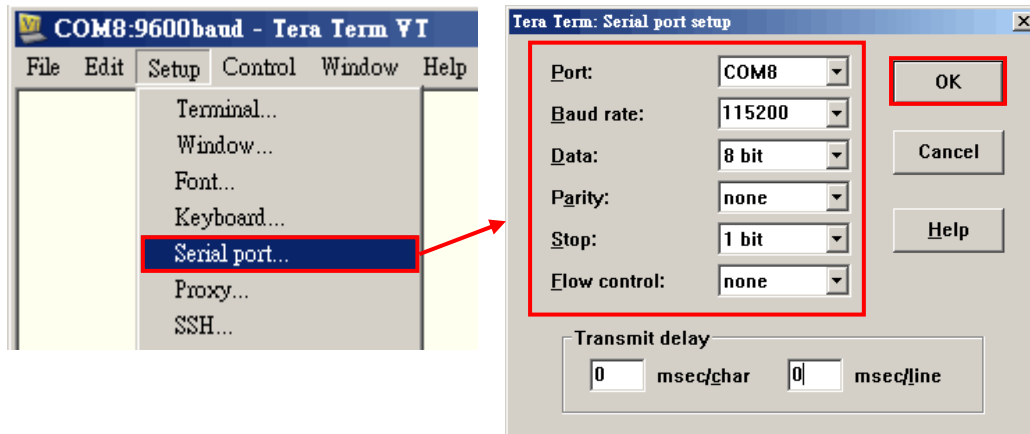 COM8:9600baud - Tera Term VT
File Edit Setup Control Window Help
Terminal...
Window...
Font...
Keyboard...
Serial port...
Proxy...
SSH...
Tera Term: Serial port setup
Port: COM8
OK
Baud rate: 115200
Data: 8 bit
Cancel
Parity: none
Stop: 1 bit
Help
Flow control: none
Transmit delay
0 msec/char 0 msec/line